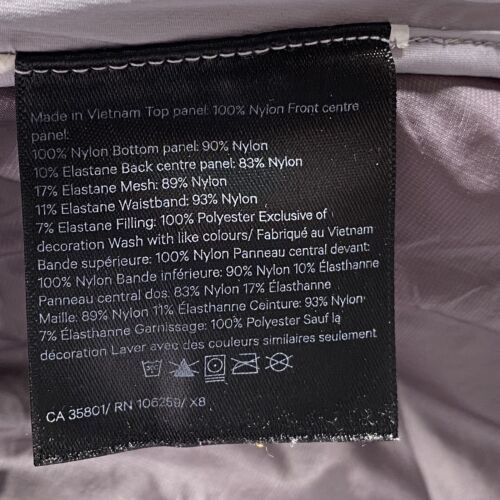 Made in Vietnam Top panel: 100% Nylon Front centre
panel:
100% Nylon Bottom panel: 90% Nylon
10% Elastane Back centre panel: 83% Nylon
17% Elastane Mesh: 89% Nylon
11% Elastane Waistband: 93% Nylon
7% Elastane Filling: 100% Polyester Exclusive of
decoration Wash with like colours/ Fabriqué au Vietnam
Bande supérieure: 100% Nylon Panneau central devant:
100% Nylon Bande inférieure: 90% Nylon 10% Élasthanne
Panneau central dos: 83% Nylon 17% Élasthanne
Maille: 89% Nylon 11% Élasthanne Ceinture: 93% Nylon
7% Élasthanne Garnissage: 100% Polyester Sauf la
décoration Laver avec des couleurs similaires seulement
CA 35801/ RN 106259/ X8